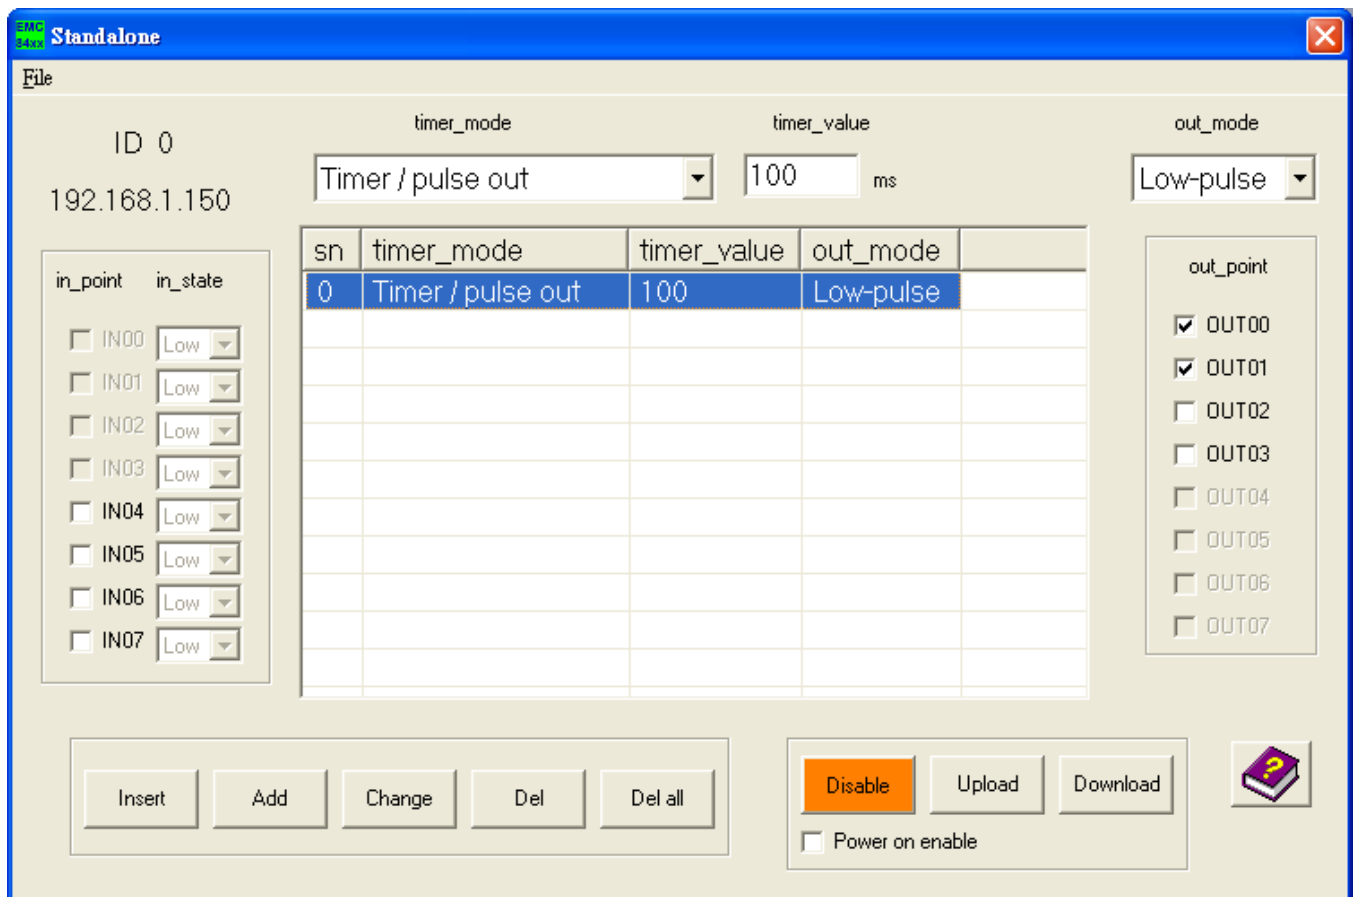 EMC
84xx
Standalone
File
ID 0
192.168.1.150
timer_mode
Timer / pulse out
timer_value
100 ms
out_mode
Low-pulse
in_point in_state
IN00 Low
IN01 Low
IN02 Low
IN03 Low
IN04 Low
IN05 Low
IN06 Low
IN07 Low
sn timer_mode timer_value out_mode
0 Timer / pulse out 100 Low-pulse
out_point
OUT00
OUT01
OUT02
OUT03
OUT04
OUT05
OUT06
OUT07
Insert Add Change Del Del all
Disable Upload Download
Power on enable
?